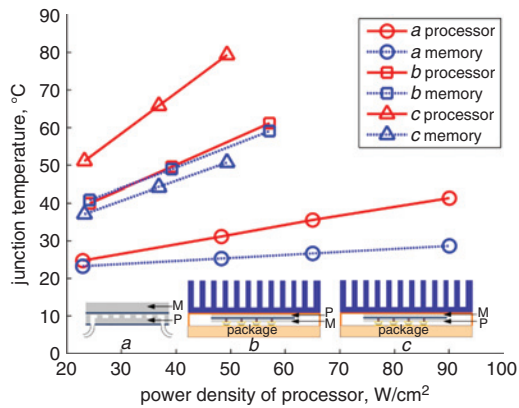 junction temperature, °C
90
80
70
60
50
40
30
20
10
0
a processor
a memory
b processor
b memory
c processor
c memory
M
P
a
P
M
package
b
M
P
package
c
20 30 40 50 60 70 80 90 100
power density of processor, W/cm²